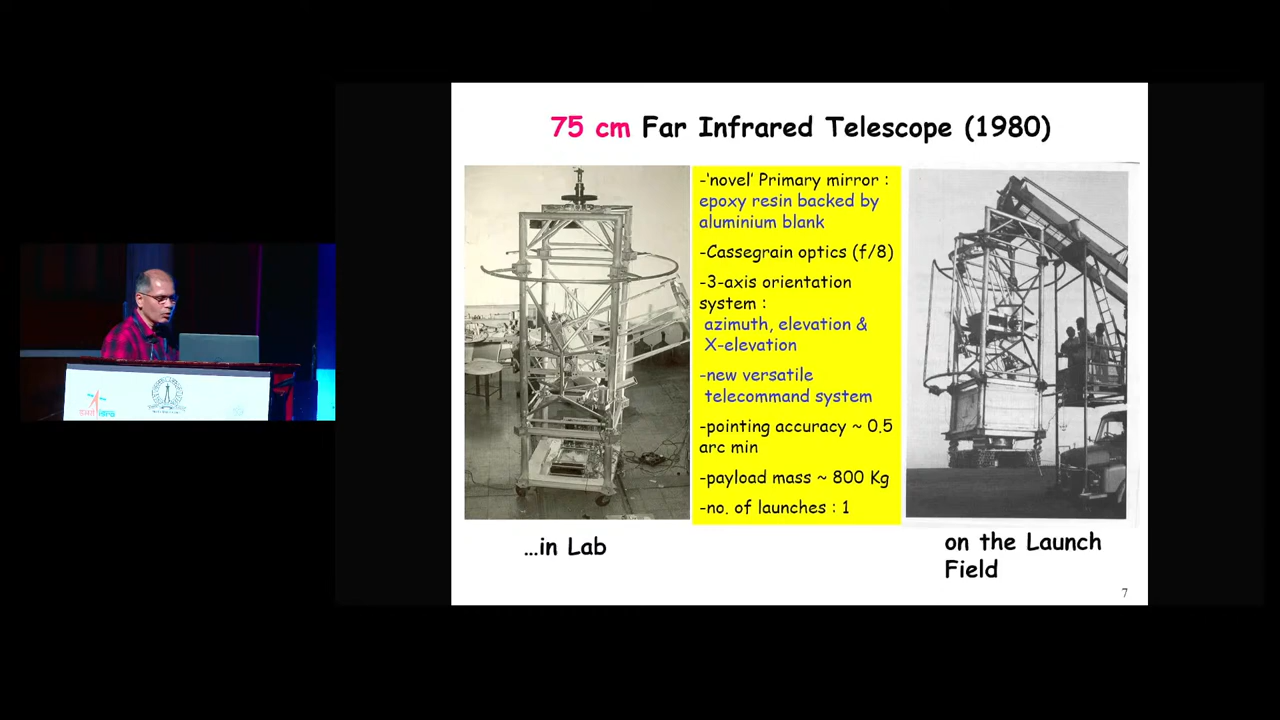 75 cm Far Infrared Telescope (1980)
-‘novel’ Primary mirror :
epoxy resin backed by
aluminium blank
-Cassegrain optics (f/8)
-3-axis orientation
system :
azimuth, elevation &
X-elevation
-new versatile
telecommand system
-pointing accuracy ~ 0.5
arc min
-payload mass ~ 800 Kg
-no. of launches : 1
…in Lab
on the Launch
Field
7